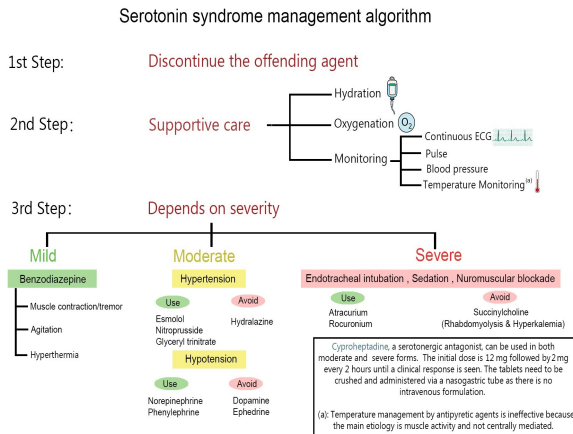 Serotonin syndrome management algorithm
1st Step: Discontinue the offending agent
2nd Step: Supportive care
Hydration
Oxygenation O₂
Monitoring
Continuous ECG
Pulse
Blood pressure
Temperature Monitoring(a)
3rd Step: Depends on severity
Mild
Benzodiazepine
Muscle contraction/tremor
Agitation
Hyperthermia
Moderate
Hypertension
Use
Esmolol
Nitroprusside
Glyceryl trinitrate
Avoid
Hydralazine
Hypotension
Use
Norepinephrine
Phenylephrine
Avoid
Dopamine
Ephedrine
Severe
Endotracheal intubation , Sedation , Nuromuscular blockade
Use
Atracurium
Rocuronium
Avoid
Succinylcholine
(Rhabdomyolysis & Hyperkalemia)
Cyproheptadine, a serotonergic antagonist, can be used in both
moderate and severe forms. The initial dose is 12 mg followed by 2 mg
every 2 hours until a clinical response is seen. The tablets need to be
crushed and administered via a nasogastric tube as there is no
intravenous formulation.
(a): Temperature management by antipyretic agents is ineffective because
the main etiology is muscle activity and not centrally mediated.